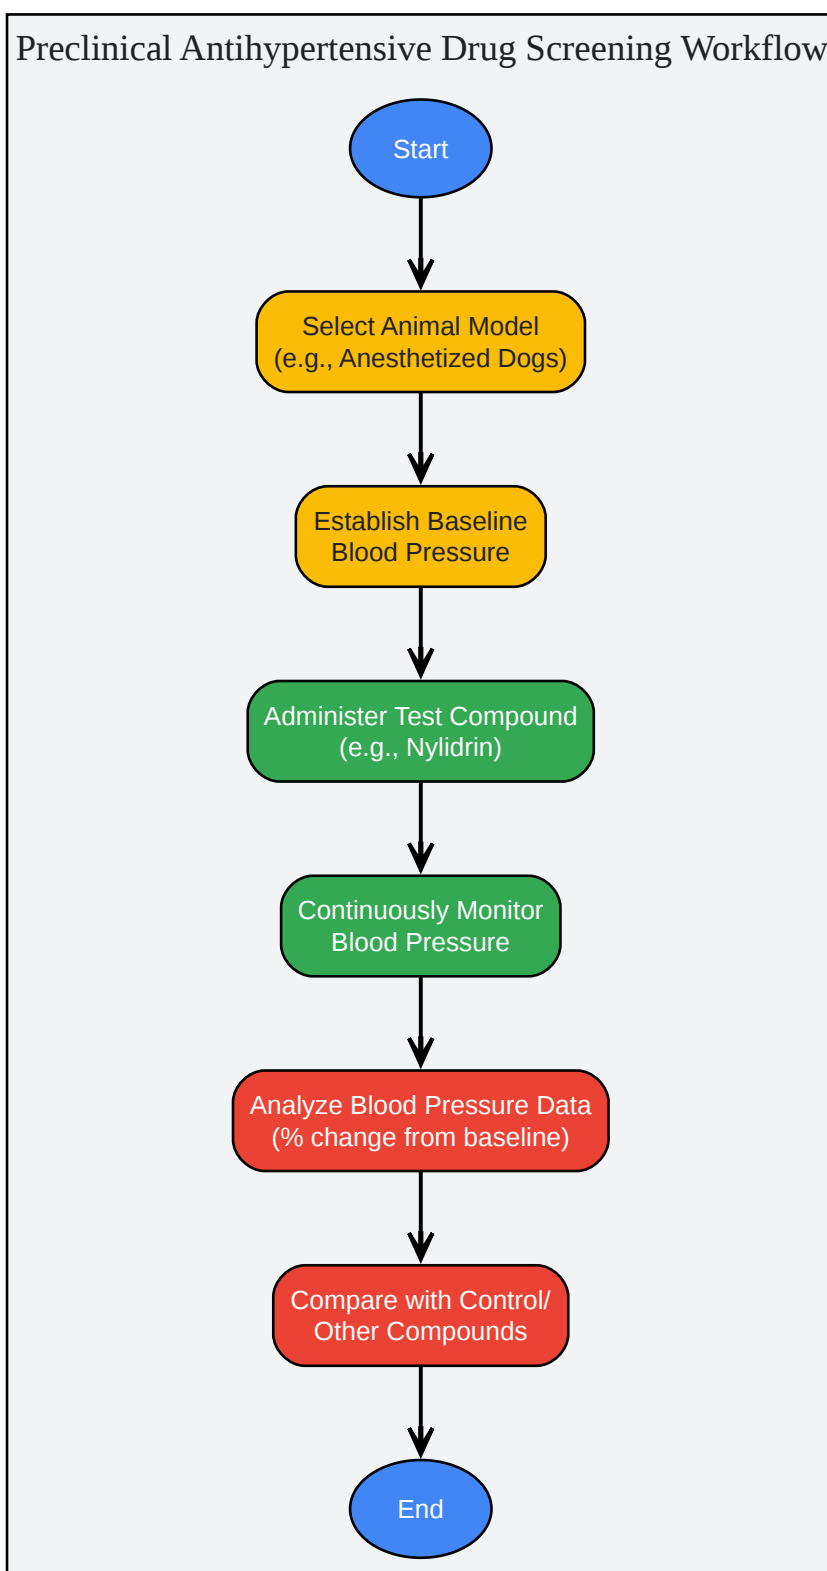 Preclinical Antihypertensive Drug Screening Workflow
Start
Select Animal Model
(e.g., Anesthetized Dogs)
Establish Baseline
Blood Pressure
Administer Test Compound
(e.g., Nylidrin)
Continuously Monitor
Blood Pressure
Analyze Blood Pressure Data
(% change from baseline)
Compare with Control/
Other Compounds
End